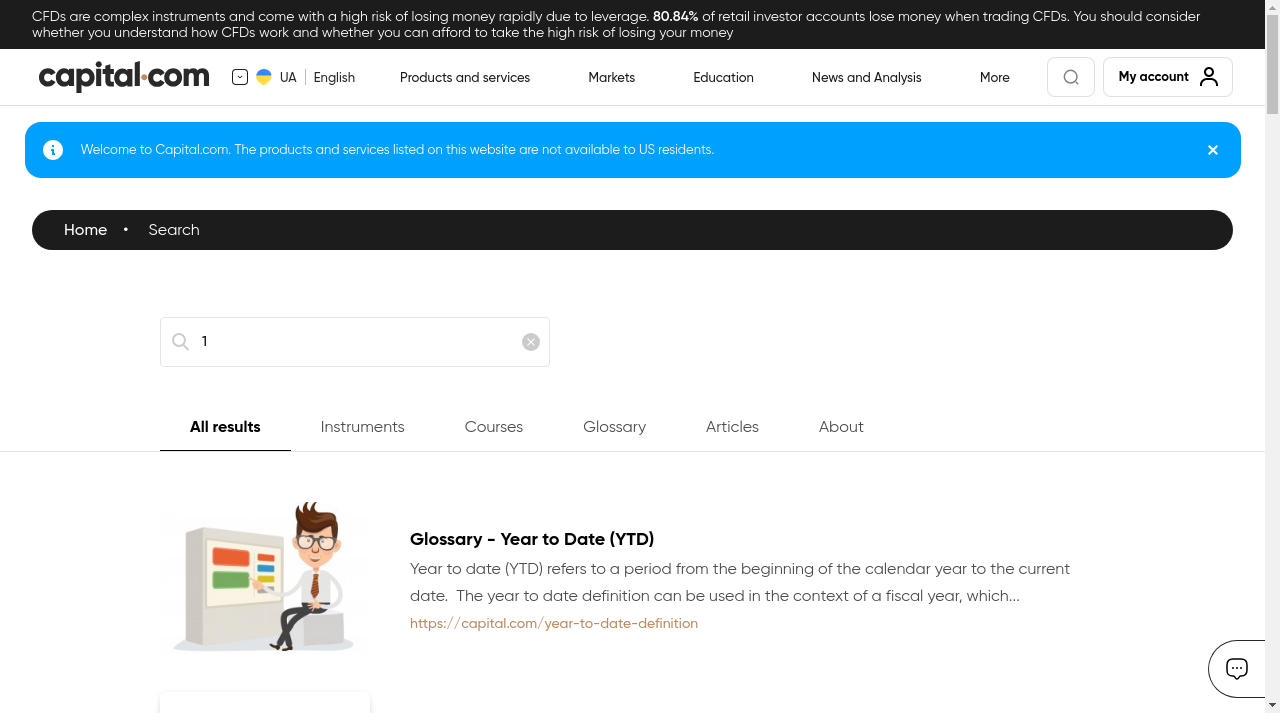 CFDs are complex instruments and come with a high risk of losing money rapidly due to leverage. 80.84% of retail investor accounts lose money when trading CFDs. You should consider
whether you understand how CFDs work and whether you can afford to take the high risk of losing your money
capital.com UA English Products and services Markets Education News and Analysis More My account
Welcome to Capital.com. The products and services listed on this website are not available to US residents.
Home • Search
1
All results Instruments Courses Glossary Articles About
Glossary - Year to Date (YTD)
Year to date (YTD) refers to a period from the beginning of the calendar year to the current
date.  The year to date definition can be used in the context of a fiscal year, which...
https://capital.com/year-to-date-definition